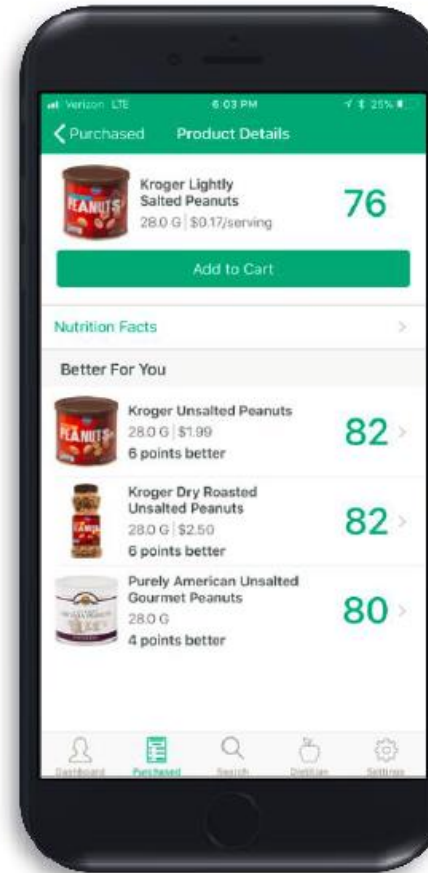 Verizon LTE 6:03 PM 25%
Purchased Product Details
PEANUTS
Kroger Lightly
Salted Peanuts
28.0 G | $0.17/serving
76
Add to Cart
Nutrition Facts
Better For You
PEANUTS
Kroger Unsalted Peanuts
28.0 G | $1.99
6 points better
82
Kroger Dry Roasted
Unsalted Peanuts
28.0 G | $2.50
6 points better
82
Purely American Unsalted
Gourmet Peanuts
28.0 G
4 points better
80
Dashboard Purchased Search Dietitian Settings